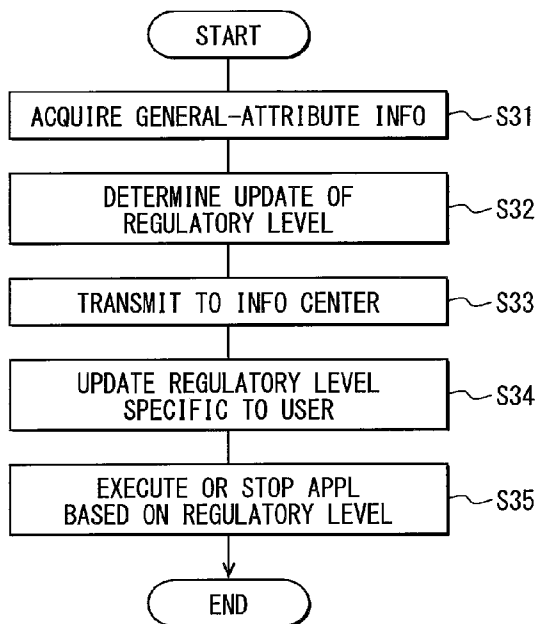 START
ACQUIRE GENERAL-ATTRIBUTE INFO
S31
DETERMINE UPDATE OF
REGULATORY LEVEL
S32
TRANSMIT TO INFO CENTER
S33
UPDATE REGULATORY LEVEL
SPECIFIC TO USER
S34
EXECUTE OR STOP APPL
BASED ON REGULATORY LEVEL
S35
END